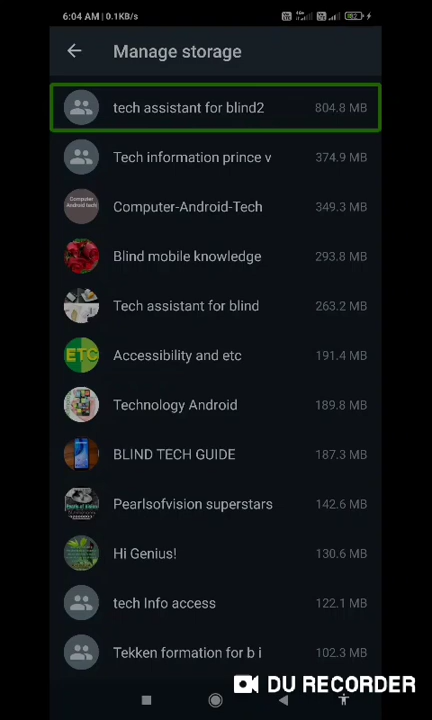 6:04 AM | 0.1KB/s
Manage storage
tech assistant for blind2 804.8 MB
Tech information prince v 374.9 MB
Computer-Android-Tech 349.3 MB
Blind mobile knowledge 293.8 MB
Tech assistant for blind 263.2 MB
ETC Accessibility and etc 191.4 MB
Technology Android 189.8 MB
BLIND TECH GUIDE 187.3 MB
Pearlsofvision superstars 142.6 MB
Hi Genius! 130.6 MB
tech Info access 122.1 MB
Tekken formation for b i 102.3 MB
DU RECORDER